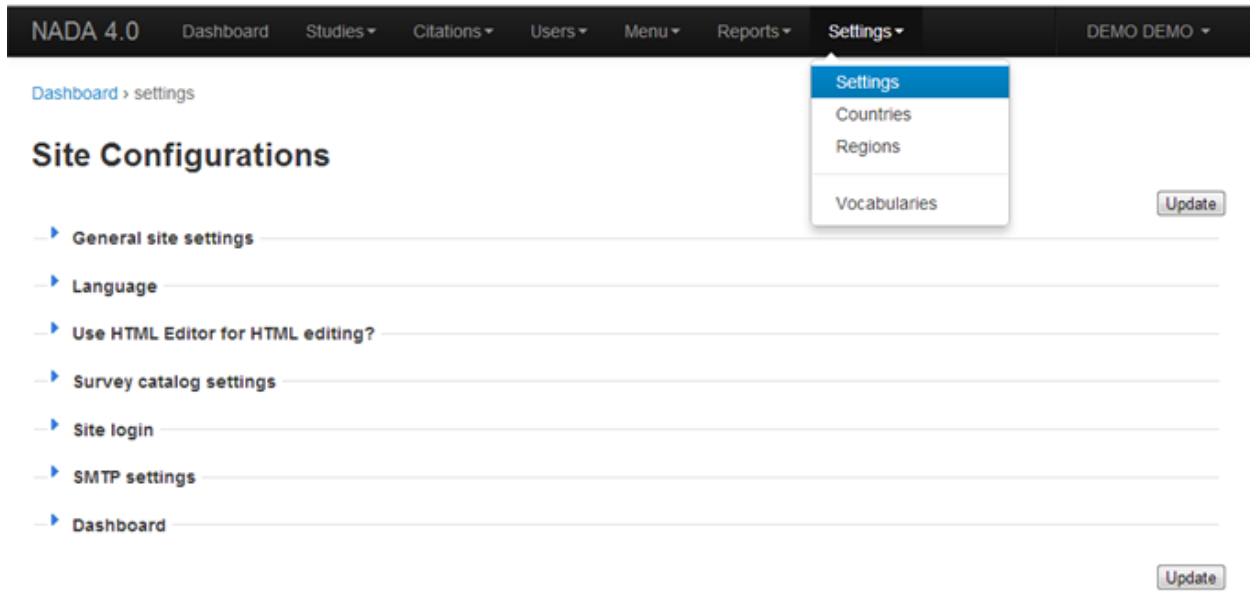 NADA 4.0 Dashboard Studies Citations Users Menu Reports Settings DEMO DEMO
Settings
Dashboard › settings
Countries
Regions
Site Configurations
Vocabularies
Update
General site settings
Language
Use HTML Editor for HTML editing?
Survey catalog settings
Site login
SMTP settings
Dashboard
Update